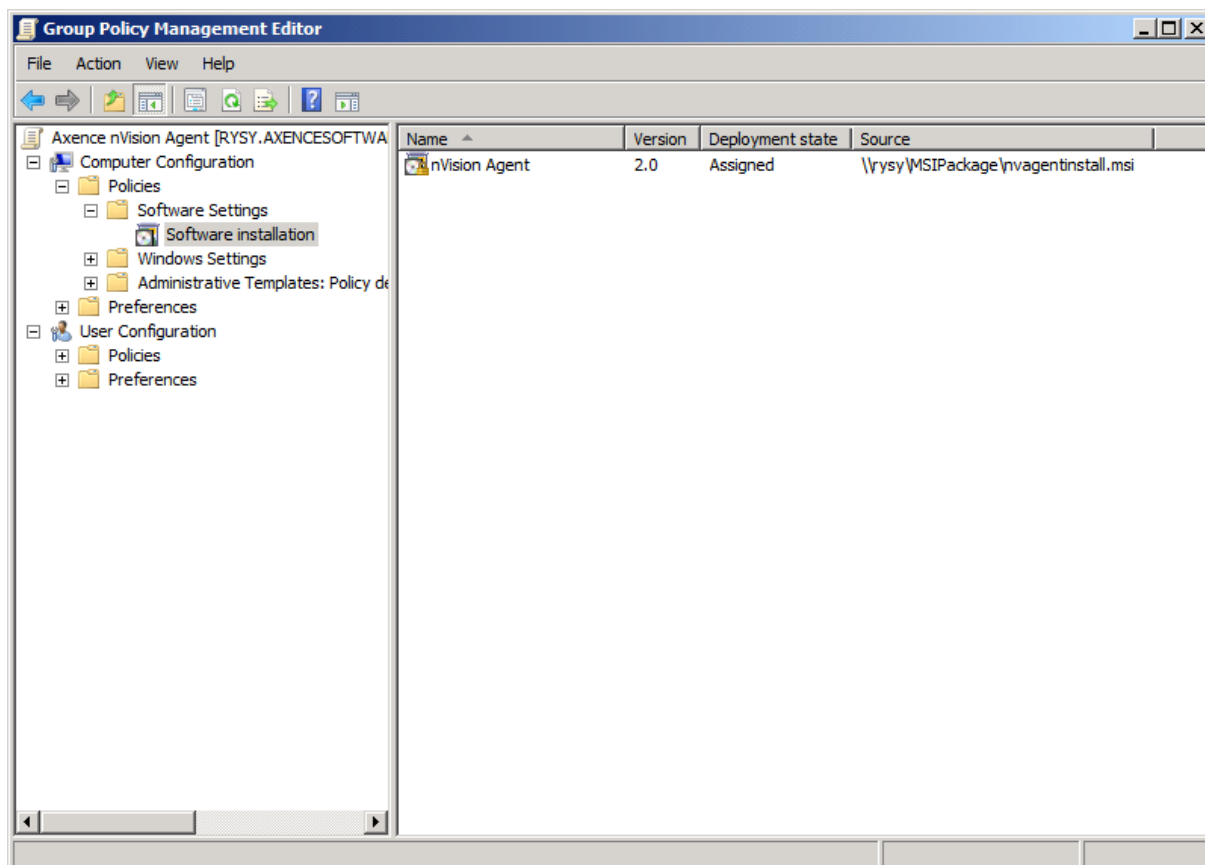 Group Policy Management Editor
File Action View Help
Axence nVision Agent [RYSY.AXENCESOFTWA
Computer Configuration
Policies
Software Settings
Software installation
Windows Settings
Administrative Templates: Policy de
Preferences
User Configuration
Policies
Preferences
Name Version Deployment state Source
nVision Agent 2.0 Assigned \\rysy\MSIPackage\nvagentinstall.msi